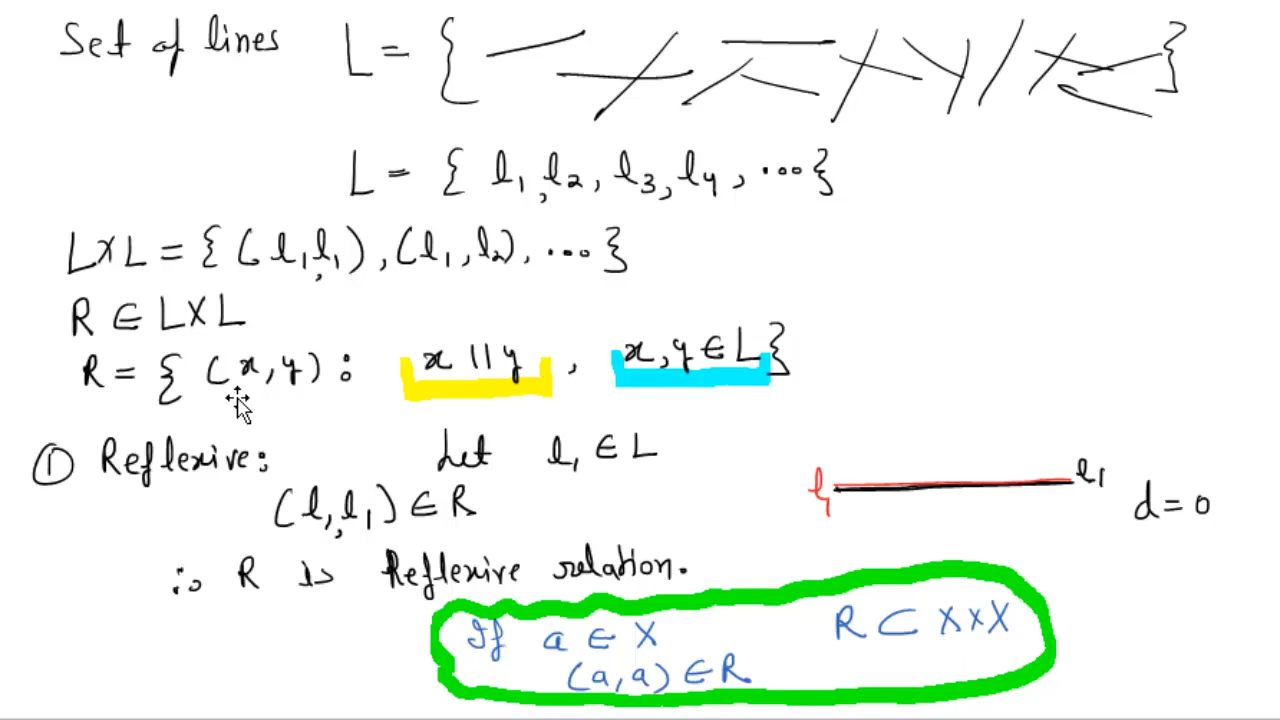 Set of lines L = { }
L = { l₁, l₂, l₃, l₄, ... }
L×L = { (l₁, l₁), (l₁, l₂), ... }
R ∈ L×L
R = { (x, y) : x || y , x, y ∈ L }
① Reflexive: Let l₁ ∈ L
(l₁, l₁) ∈ R
l₁ l₁ d = 0
∴ R is Reflexive relation.
If a ∈ X R ⊂ X×X
(a, a) ∈ R